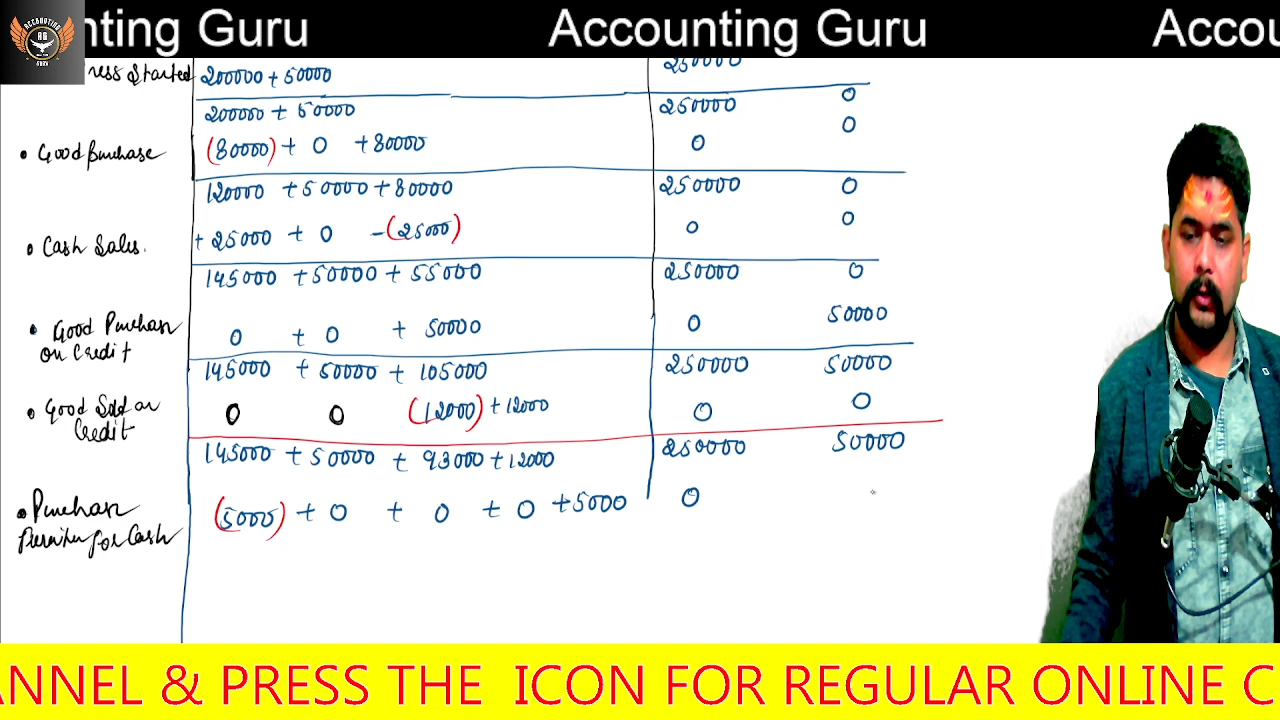 nting Guru Accounting Guru Accou
ACCOUNTING
AG
GURU
ress Started 200000 + 50000 250000
200000 + 50000 250000 0
• Good purchase (80000) + 0 + 80000 0 0
120000 + 50000 + 80000 250000 0
• Cash Sales. + 25000 + 0 - (25000) 0 0
145000 + 50000 + 55000 250000 0
• Good Purchase on Credit 0 + 0 + 50000 0 50000
145000 + 50000 + 105000 250000 50000
• Good Sold on Credit 0 0 (12000) + 12000 0 0
145000 + 50000 + 93000 + 12000 250000 50000
• Purchase for Cash (5000) + 0 + 0 + 0 + 5000 0
ANNEL & PRESS THE ICON FOR REGULAR ONLINE C